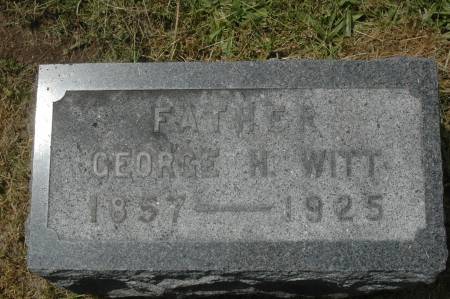 FATHER
GEORGE H. WITT
1857—1925